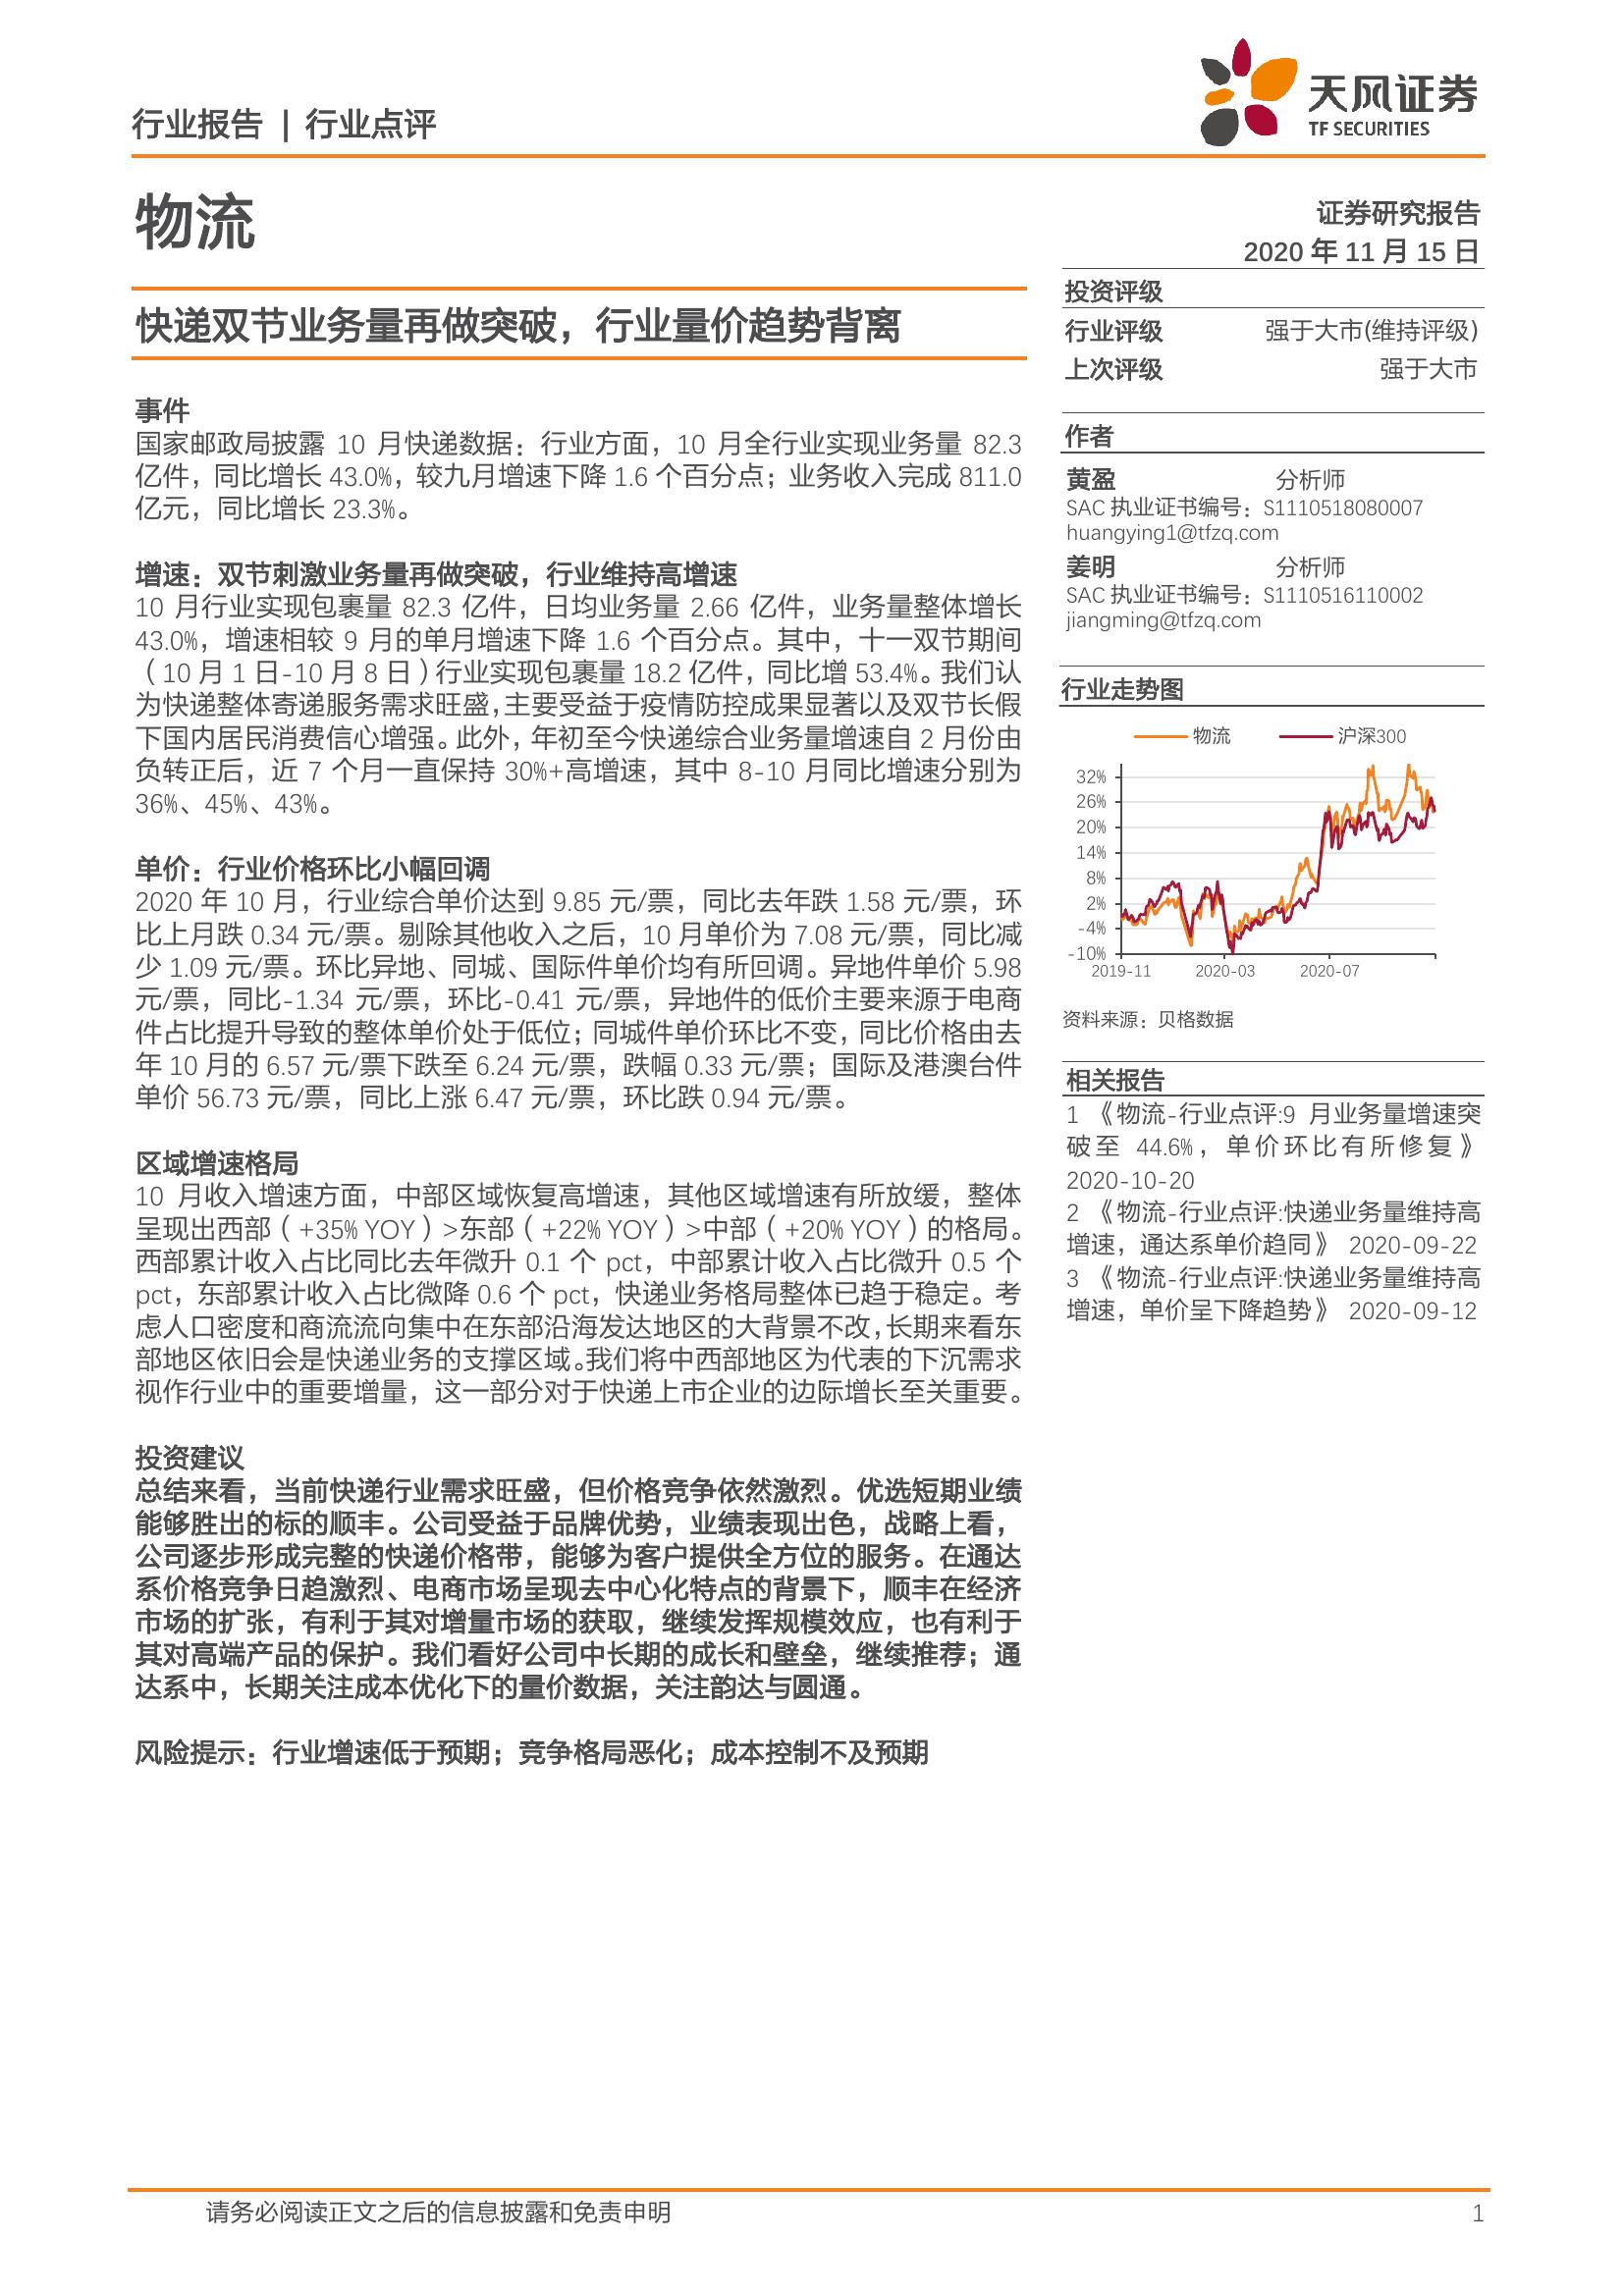 行业报告 | 行业点评
天风证券
TF SECURITIES
物流
证券研究报告
2020 年 11 月 15 日
快递双节业务量再做突破，行业量价趋势背离
事件
国家邮政局披露 10 月快递数据：行业方面，10 月全行业实现业务量 82.3
亿件，同比增长 43.0%，较九月增速下降 1.6 个百分点；业务收入完成 811.0
亿元，同比增长 23.3%。
增速：双节刺激业务量再做突破，行业维持高增速
10 月行业实现包裹量 82.3 亿件，日均业务量 2.66 亿件，业务量整体增长
43.0%，增速相较 9 月的单月增速下降 1.6 个百分点。其中，十一双节期间
（10 月 1 日-10 月 8 日）行业实现包裹量 18.2 亿件，同比增 53.4%。我们认
为快递整体寄递服务需求旺盛，主要受益于疫情防控成果显著以及双节长假
下国内居民消费信心增强。此外，年初至今快递综合业务量增速自 2 月份由
负转正后，近 7 个月一直保持 30%+高增速，其中 8-10 月同比增速分别为
36%、45%、43%。
单价：行业价格环比小幅回调
2020 年 10 月，行业综合单价达到 9.85 元/票，同比去年跌 1.58 元/票，环
比上月跌 0.34 元/票。剔除其他收入之后，10 月单价为 7.08 元/票，同比减
少 1.09 元/票。环比异地、同城、国际件单价均有所回调。异地件单价 5.98
元/票，同比-1.34 元/票，环比-0.41 元/票，异地件的低价主要来源于电商
件占比提升导致的整体单价处于低位；同城件单价环比不变，同比价格由去
年 10 月的 6.57 元/票下跌至 6.24 元/票，跌幅 0.33 元/票；国际及港澳台件
单价 56.73 元/票，同比上涨 6.47 元/票，环比跌 0.94 元/票。
区域增速格局
10 月收入增速方面，中部区域恢复高增速，其他区域增速有所放缓，整体
呈现出西部（+35% YOY）>东部（+22% YOY）>中部（+20% YOY）的格局。
西部累计收入占比同比去年微升 0.1 个 pct，中部累计收入占比微升 0.5 个
pct，东部累计收入占比微降 0.6 个 pct，快递业务格局整体已趋于稳定。考
虑人口密度和商流流向集中在东部沿海发达地区的大背景不改，长期来看东
部地区依旧会是快递业务的支撑区域。我们将中西部地区为代表的下沉需求
视作行业中的重要增量，这一部分对于快递上市企业的边际增长至关重要。
投资建议
总结来看，当前快递行业需求旺盛，但价格竞争依然激烈。优选短期业绩
能够胜出的标的顺丰。公司受益于品牌优势，业绩表现出色，战略上看，
公司逐步形成完整的快递价格带，能够为客户提供全方位的服务。在通达
系价格竞争日趋激烈、电商市场呈现去中心化特点的背景下，顺丰在经济
市场的扩张，有利于其对增量市场的获取，继续发挥规模效应，也有利于
其对高端产品的保护。我们看好公司中长期的成长和壁垒，继续推荐；通
达系中，长期关注成本优化下的量价数据，关注韵达与圆通。
风险提示：行业增速低于预期；竞争格局恶化；成本控制不及预期
投资评级
行业评级 强于大市(维持评级)
上次评级 强于大市
作者
黄盈 分析师
SAC 执业证书编号：S1110518080007
huangying1@tfzq.com
姜明 分析师
SAC 执业证书编号：S1110516110002
jiangming@tfzq.com
行业走势图
物流 沪深300
32%
26%
20%
14%
8%
2%
-4%
-10%
2019-11 2020-03 2020-07
资料来源：贝格数据
相关报告
1 《物流-行业点评:9 月业务量增速突
破至 44.6%，单价环比有所修复》
2020-10-20
2 《物流-行业点评:快递业务量维持高
增速，通达系单价趋同》 2020-09-22
3 《物流-行业点评:快递业务量维持高
增速，单价呈下降趋势》 2020-09-12
请务必阅读正文之后的信息披露和免责申明 1